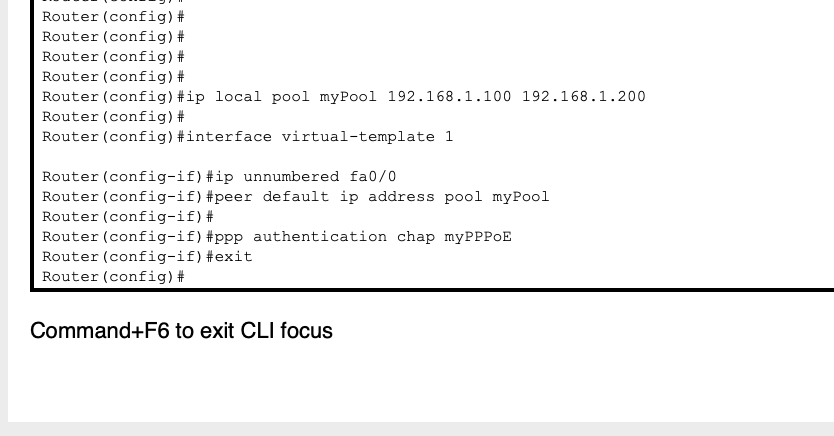 Router(config)#
Router(config)#
Router(config)#
Router(config)#
Router(config)#ip local pool myPool 192.168.1.100 192.168.1.200
Router(config)#
Router(config)#interface virtual-template 1
Router(config-if)#ip unnumbered fa0/0
Router(config-if)#peer default ip address pool myPool
Router(config-if)#
Router(config-if)#ppp authentication chap myPPPoE
Router(config-if)#exit
Router(config)#
Command+F6 to exit CLI focus